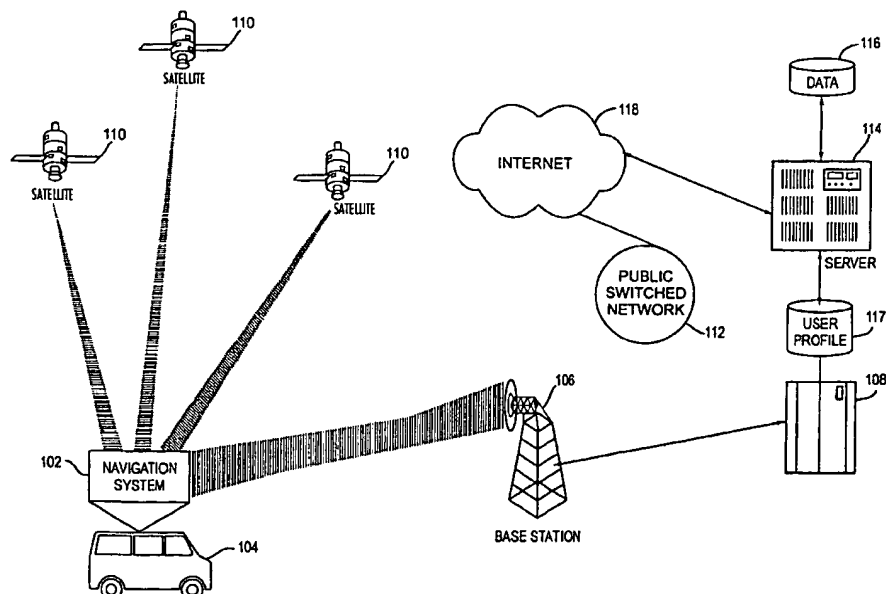 110
SATELLITE
110
SATELLITE
110
SATELLITE
116
DATA
118
INTERNET
114
SERVER
PUBLIC
SWITCHED
NETWORK
112
USER
PROFILE
117
108
106
BASE STATION
102
NAVIGATION
SYSTEM
104